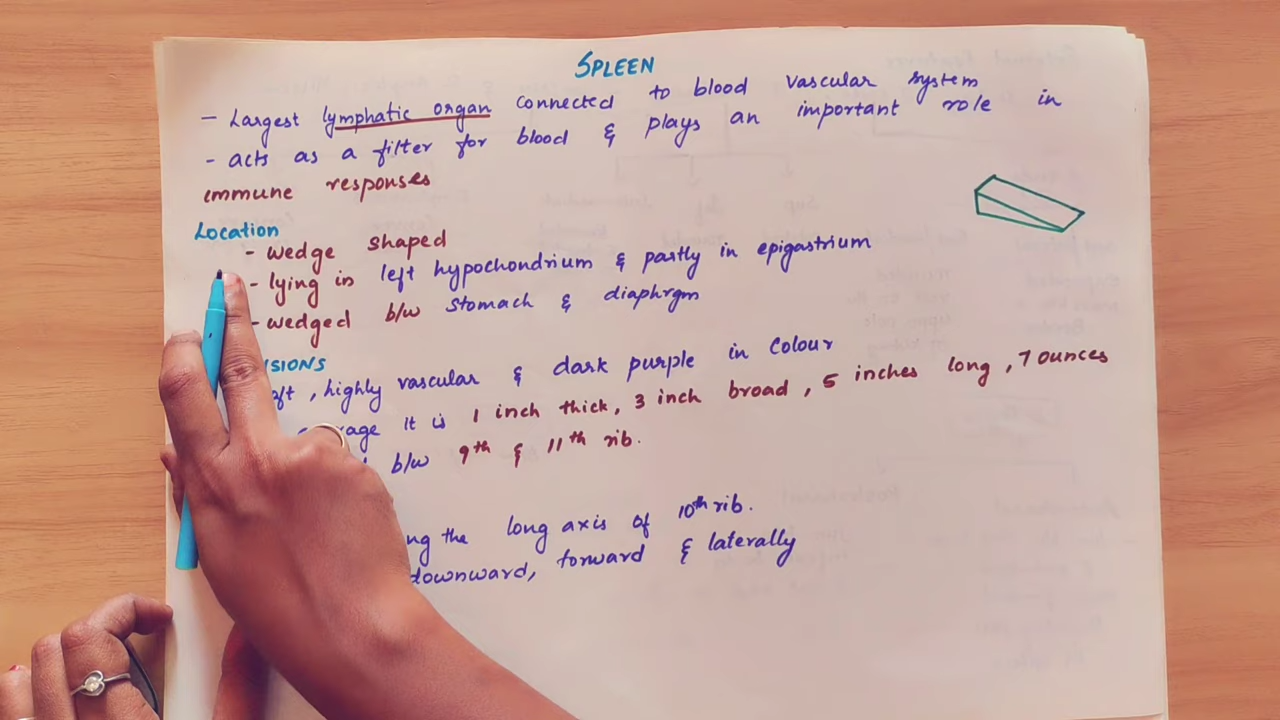 SPLEEN
- Largest lymphatic organ connected to blood vascular system
- acts as a filter for blood & plays an important role in
immune responses
Location
- wedge shaped
- lying in left hypochondrium & partly in epigastrium
- wedged b/w stomach & diaphrgm
highly vascular & dark purple in Colour
It is 1 inch thick, 3 inch broad, 5 inches long, 7 ounces
b/w 9th & 11th rib.
the long axis of 10th rib.
downward, forward & laterally